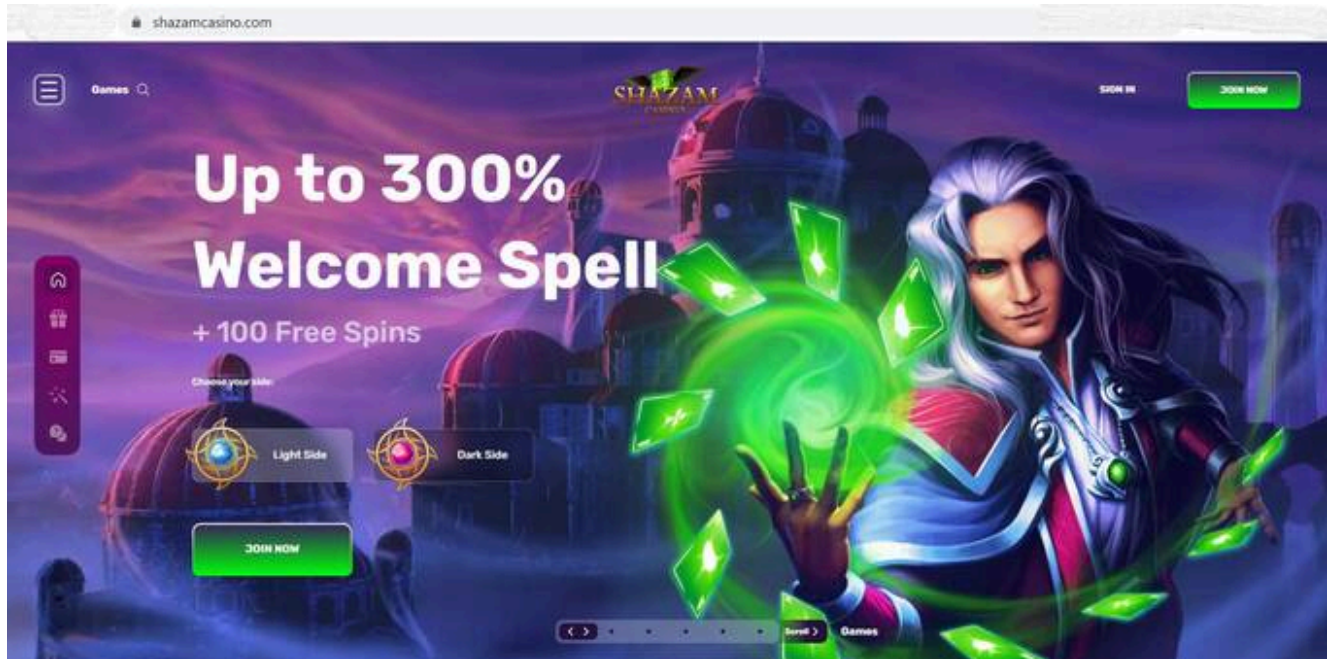 shazamcasino.com
Games
SHAZAM
CASINO
SIGN IN
JOIN NOW
Up to 300%
Welcome Spell
+ 100 Free Spins
Choose your side:
Light Side
Dark Side
JOIN NOW
Scroll
Games